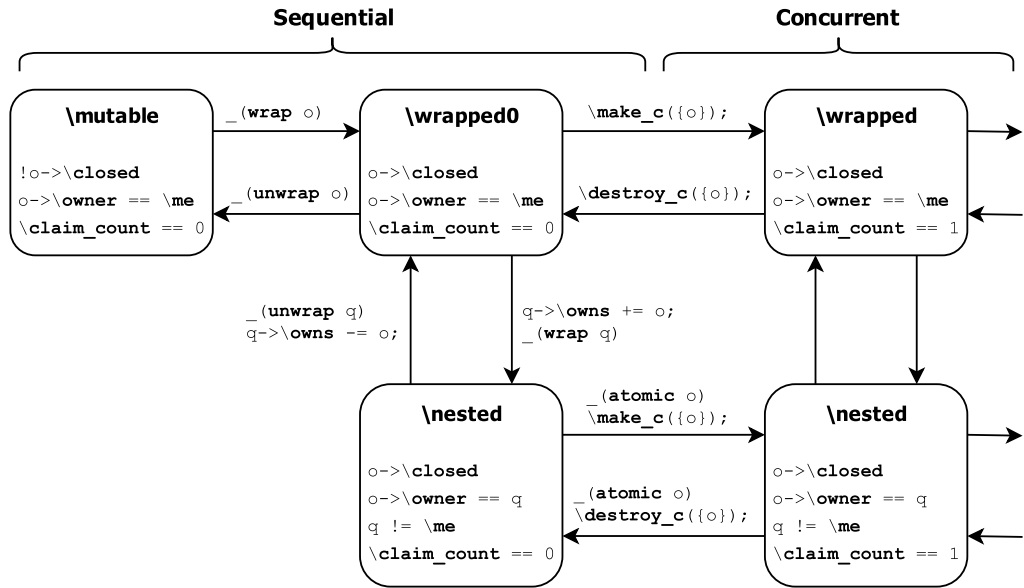 Sequential
Concurrent
\mutable
!o->\closed
o->\owner == \me
\claim_count == 0
_(wrap o)
_(unwrap o)
\wrapped0
o->\closed
o->\owner == \me
\claim_count == 0
\make_c({o});
\destroy_c({o});
\wrapped
o->\closed
o->\owner == \me
\claim_count == 1
_(unwrap q)
q->\owns -= o;
q->\owns += o;
_(wrap q)
\nested
o->\closed
o->\owner == q
q != \me
\claim_count == 0
_(atomic o)
\make_c({o});
_(atomic o)
\destroy_c({o});
\nested
o->\closed
o->\owner == q
q != \me
\claim_count == 1